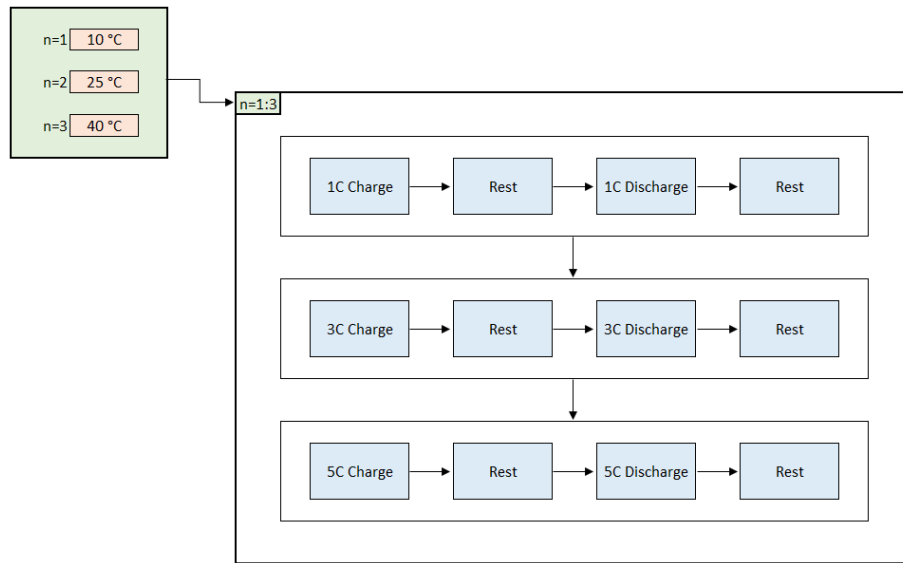 n=1 10 °C
n=2 25 °C
n=3 40 °C
n=1:3
1C Charge Rest 1C Discharge Rest
3C Charge Rest 3C Discharge Rest
5C Charge Rest 5C Discharge Rest